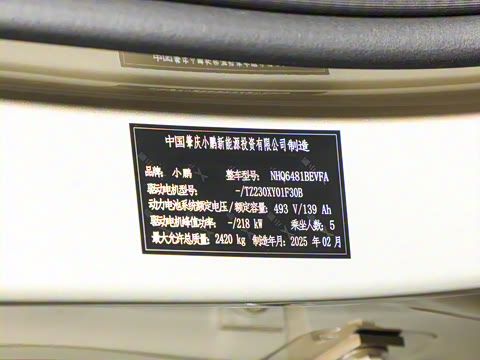 中国肇庆小鹏新能源投资有限公司制造
品牌: 小鹏 整车型号: NHQ6481BEVFA
驱动电机型号: -/TZ230XY01F30B
动力电池系统额定电压/额定容量: 493 V/139 Ah
驱动电机峰值功率: -/218 kW 乘坐人数: 5
最大允许总质量: 2420 kg 制造年月: 2025 年 02 月